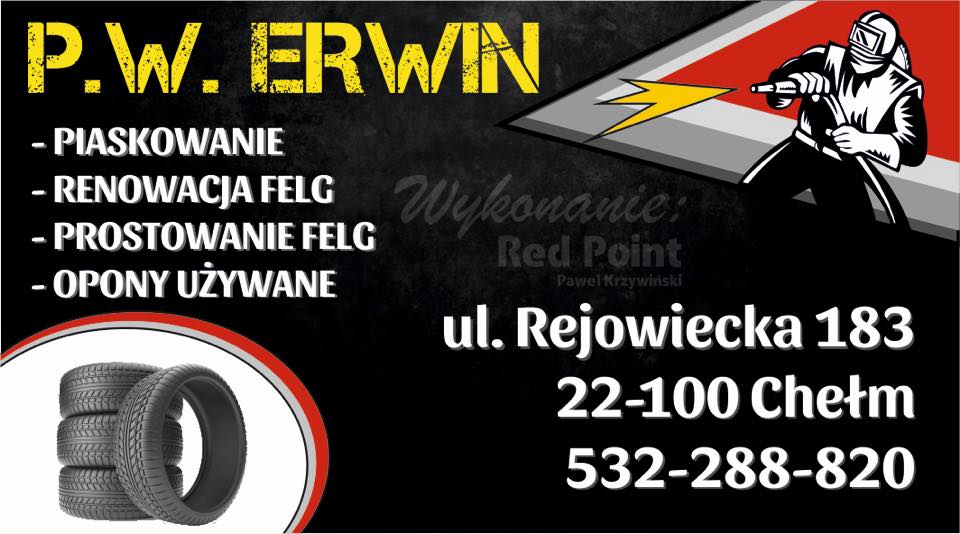 P.W. ERWIN
- PIASKOWANIE
- RENOWACJA FELG
- PROSTOWANIE FELG
- OPONY UŻYWANE
Wykonanie:
Red Point
Paweł Krzywiński
ul. Rejowiecka 183
22-100 Chełm
532-288-820